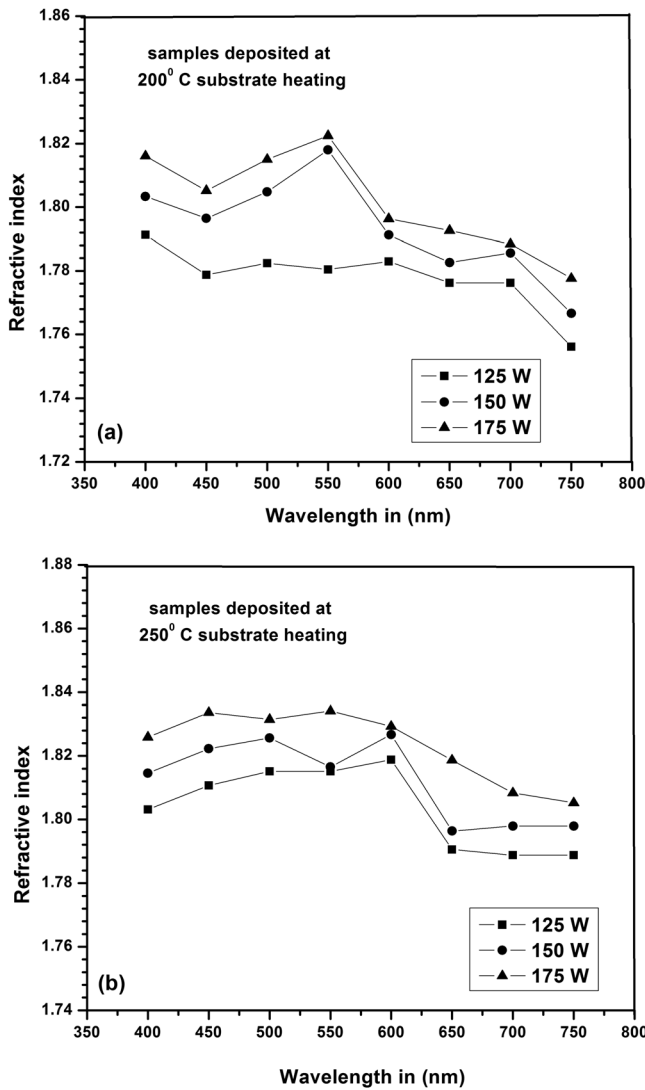 1.86
1.84
1.82
1.80
1.78
1.76
1.74
1.72
Refractive index
samples deposited at
200⁰ C substrate heating
125 W
150 W
175 W
(a)
350 400 450 500 550 600 650 700 750 800
Wavelength in (nm)
1.88
1.86
1.84
1.82
1.80
1.78
1.76
1.74
Refractive index
samples deposited at
250⁰ C substrate heating
125 W
150 W
175 W
(b)
350 400 450 500 550 600 650 700 750 800
Wavelength in (nm)